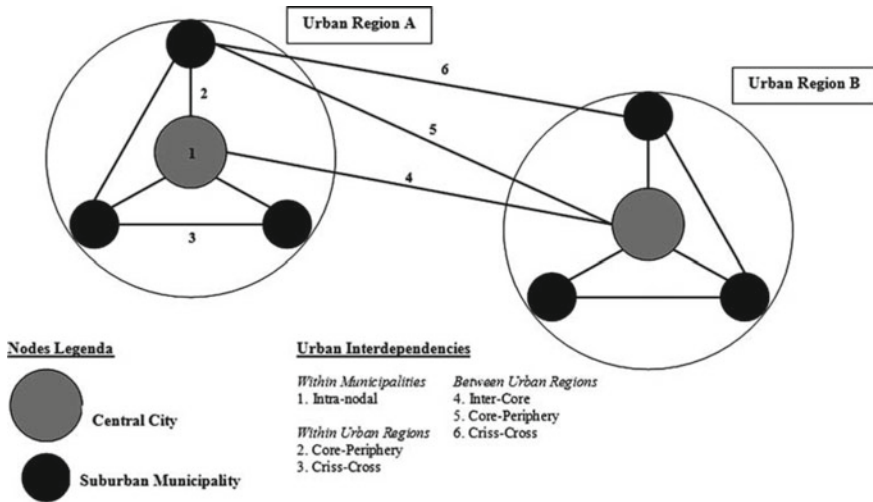 Urban Region A
Urban Region B
6
2
5
1
4
3
Nodes Legenda
Central City
Suburban Municipality
Urban Interdependencies
Within Municipalities
1. Intra-nodal
Within Urban Regions
2. Core-Periphery
3. Criss-Cross
Between Urban Regions
4. Inter-Core
5. Core-Periphery
6. Criss-Cross